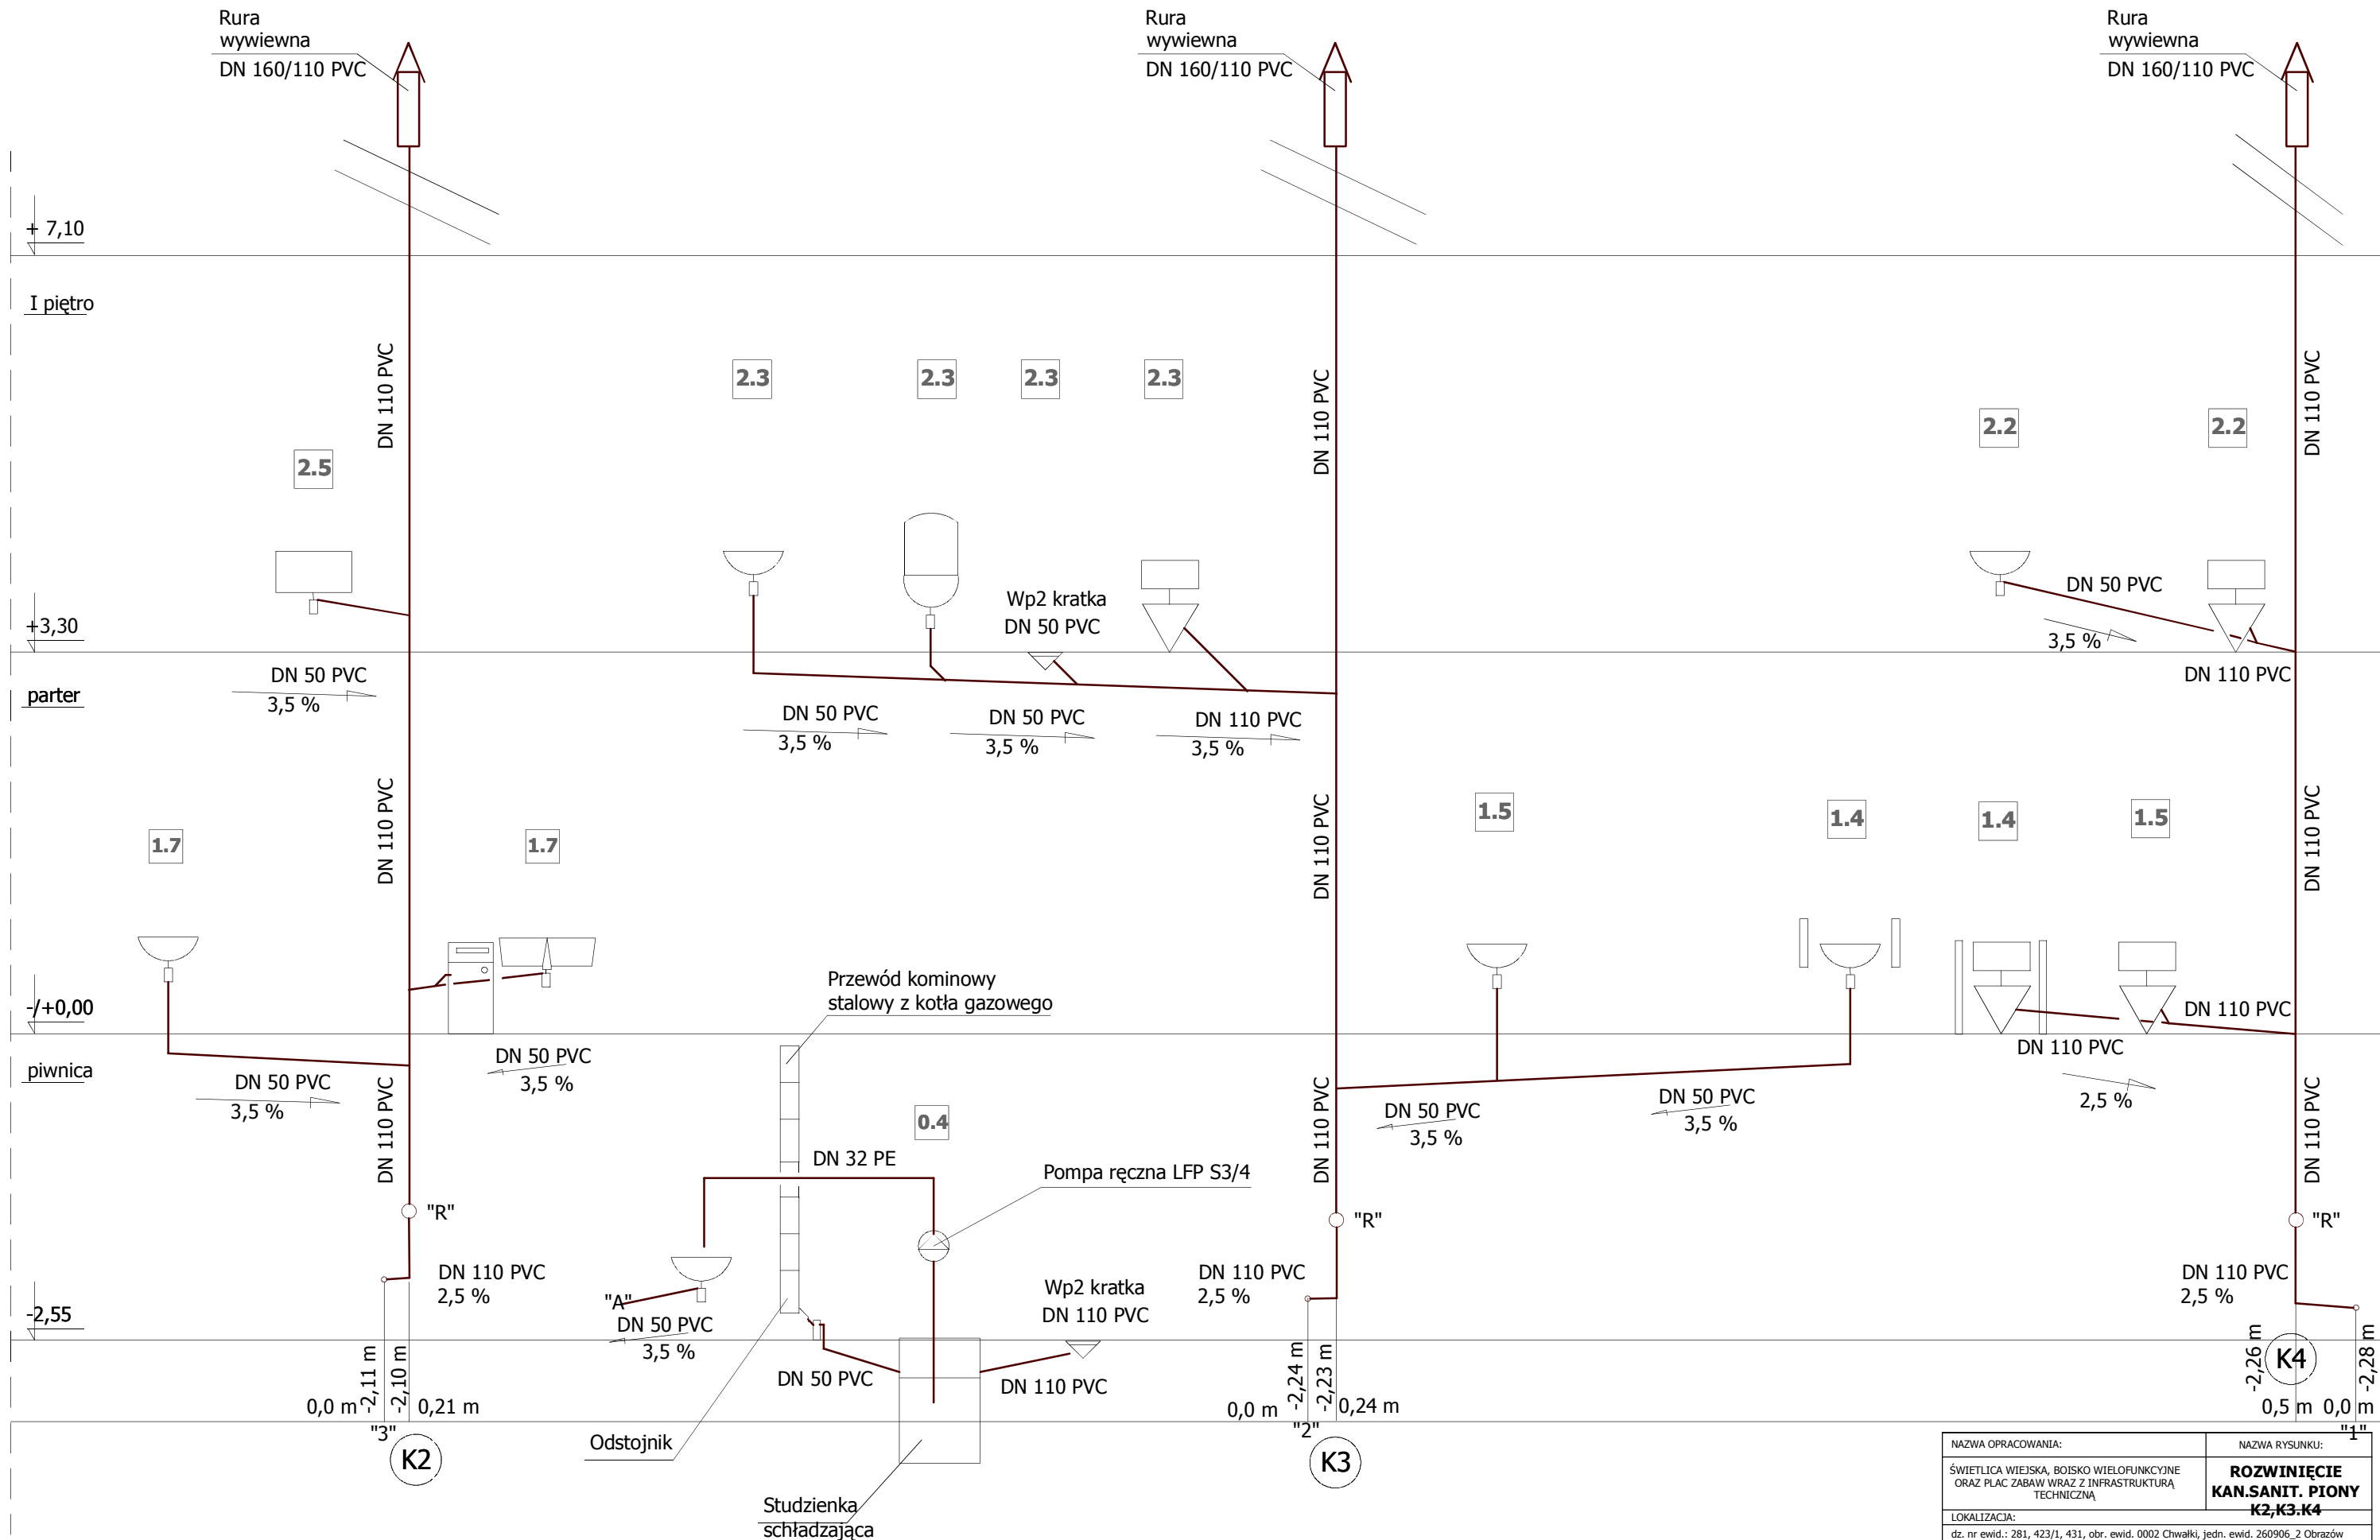 Rura
wywiewna
DN 160/110 PVC
Rura
wywiewna
DN 160/110 PVC
Rura
wywiewna
DN 160/110 PVC
+ 7,10
I piętro
DN 110 PVC
DN 110 PVC
DN 110 PVC
2.3
2.3
2.3
2.3
2.2
2.2
2.5
Wp2 kratka
DN 50 PVC
DN 50 PVC
3,5 %
+3,30
DN 110 PVC
parter
DN 50 PVC
3,5 %
DN 50 PVC
3,5 %
DN 50 PVC
3,5 %
DN 110 PVC
3,5 %
DN 110 PVC
DN 110 PVC
DN 110 PVC
1.7
1.7
1.5
1.4
1.4
1.5
Przewód kominowy
stalowy z kotła gazowego
-/+0,00
DN 110 PVC
DN 110 PVC
2,5 %
piwnica
DN 50 PVC
3,5 %
DN 50 PVC
3,5 %
DN 50 PVC
3,5 %
DN 50 PVC
3,5 %
DN 110 PVC
DN 110 PVC
DN 110 PVC
0.4
DN 32 PE
Pompa ręczna LFP S3/4
"R"
"R"
"R"
DN 110 PVC
2,5 %
DN 110 PVC
2,5 %
DN 110 PVC
2,5 %
"A"
DN 50 PVC
3,5 %
Wp2 kratka
DN 110 PVC
-2,55
DN 50 PVC
DN 110 PVC
0,0 m
-2,11 m
-2,10 m
0,21 m
0,0 m
-2,24 m
-2,23 m
0,24 m
-2,26 m
K4
-2,28 m
0,5 m
0,0 m
"3"
K2
"2"
K3
"1"
Odstojnik
Studzienka
schładzająca
NAZWA OPRACOWANIA:
NAZWA RYSUNKU:
ŚWIETLICA WIEJSKA, BOISKO WIELOFUNKCYJNE
ORAZ PLAC ZABAW WRAZ Z INFRASTRUKTURĄ
TECHNICZNĄ
ROZWINIĘCIE
KAN.SANIT. PIONY
K2,K3.K4
LOKALIZACJA:
dz. nr ewid.: 281, 423/1, 431, obr. ewid. 0002 Chwałki, jedn. ewid. 260906_2 Obrazów